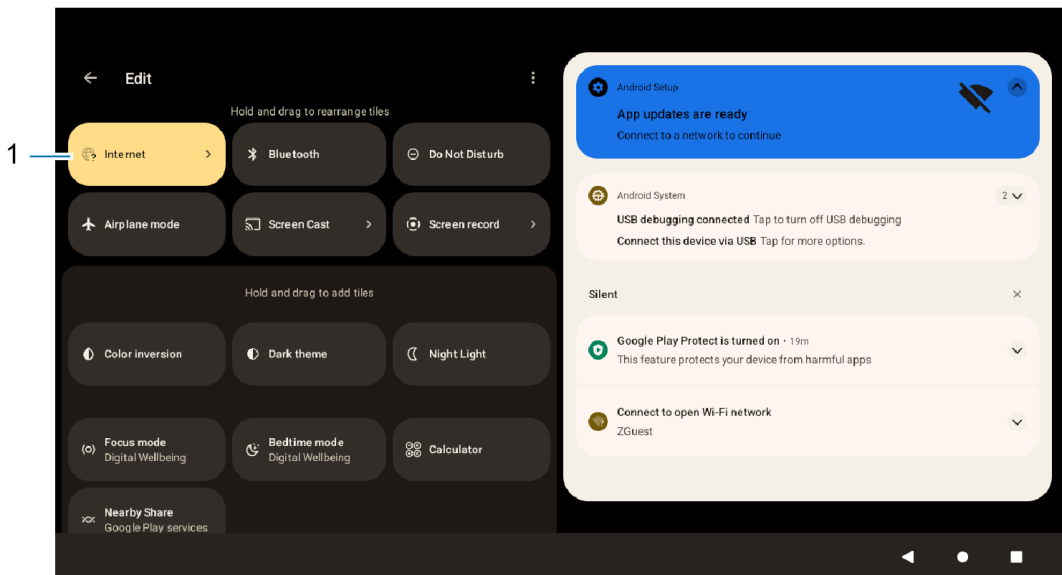 Edit
Hold and drag to rearrange tiles
1
Internet
Bluetooth
Do Not Disturb
Airplane mode
Screen Cast
Screen record
Hold and drag to add tiles
Color inversion
Dark theme
Night Light
Focus mode
Digital Wellbeing
Bedtime mode
Digital Wellbeing
Calculator
Nearby Share
Google Play services
Android Setup
App updates are ready
Connect to a network to continue
Android System
2
USB debugging connected Tap to turn off USB debugging
Connect this device via USB Tap for more options.
Silent
Google Play Protect is turned on · 19m
This feature protects your device from harmful apps
Connect to open Wi-Fi network
ZGuest